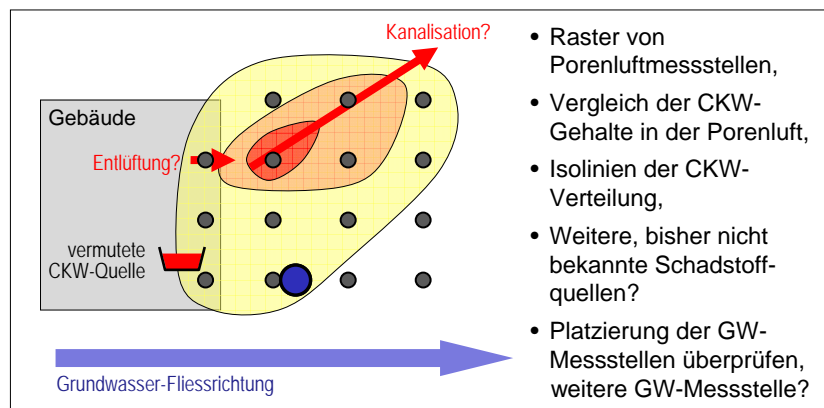 Kanalisation?
Gebäude
Entlüftung?
vermutete
CKW-Quelle
Grundwasser-Fliessrichtung
• Raster von
Porenluftmessstellen,
• Vergleich der CKW-
Gehalte in der Porenluft,
• Isolinien der CKW-
Verteilung,
• Weitere, bisher nicht
bekannte Schadstoff-
quellen?
• Platzierung der GW-
Messstellen überprüfen,
weitere GW-Messstelle?